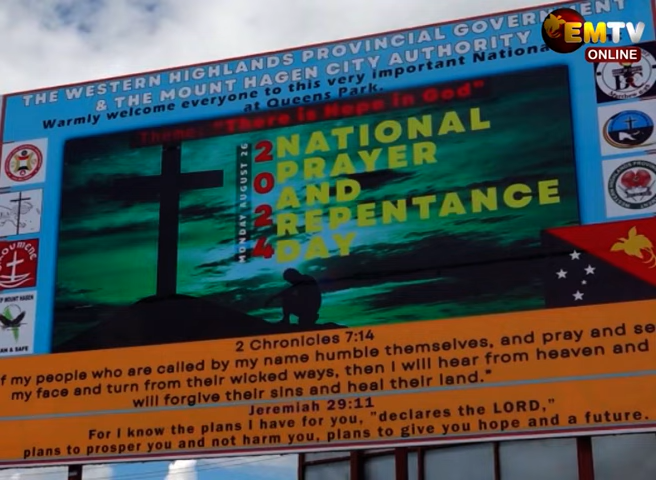 EMTV
ONLINE
THE WESTERN HIGHLANDS PROVINCIAL GOVERNMENT
& THE MOUNT HAGEN CITY AUTHORITY
Warmly welcome everyone to this very important National
at Queens Park.
Theme: "There is Hope in God"
MONDAY AUGUST 26
2024
NATIONAL
PRAYER
AND
REPENTANCE
DAY
2 Chronicles 7:14
f my people who are called by my name humble themselves, and pray and se
my face and turn from their wicked ways, then I will hear from heaven and
will forgive their sins and heal their land."
Jeremiah 29:11
For I know the plans I have for you, "declares the LORD,"
plans to prosper you and not harm you, plans to give you hope and a future.